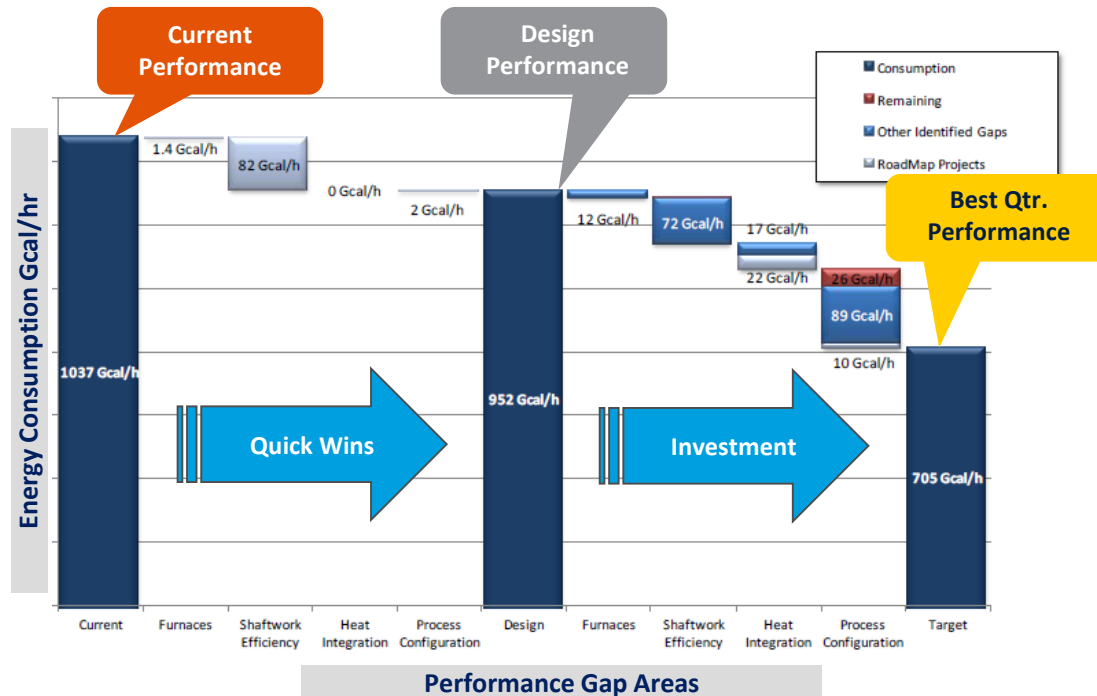 Current
Performance
Design
Performance
Consumption
Remaining
Other Identified Gaps
RoadMap Projects
Best Qtr.
Performance
Energy Consumption Gcal/hr
1037 Gcal/h
1.4 Gcal/h
82 Gcal/h
0 Gcal/h
2 Gcal/h
952 Gcal/h
12 Gcal/h
72 Gcal/h
17 Gcal/h
22 Gcal/h
26 Gcal/h
89 Gcal/h
10 Gcal/h
705 Gcal/h
Quick Wins
Investment
Current
Furnaces
Shaftwork
Efficiency
Heat
Integration
Process
Configuration
Design
Furnaces
Shaftwork
Efficiency
Heat
Integration
Process
Configuration
Target
Performance Gap Areas